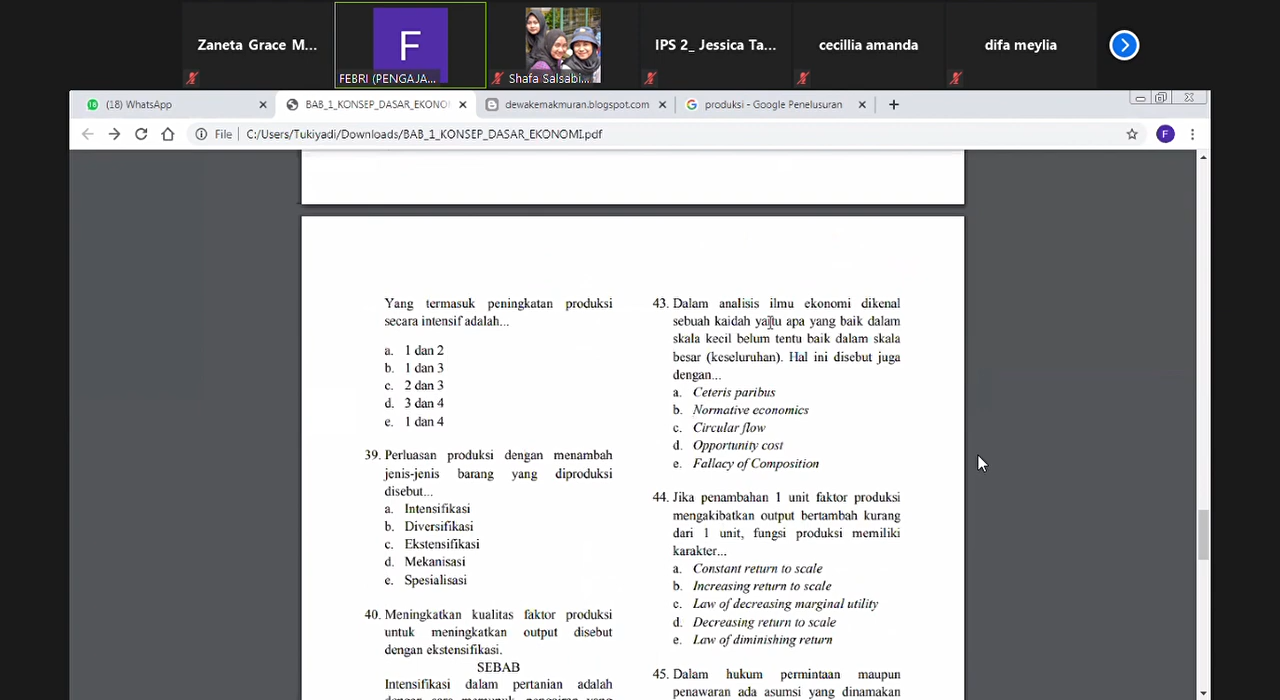 Zaneta Grace M...
F
FEBRI (PENGAJA...
Shafa Salsabi...
IPS 2_ Jessica Ta...
cecillia amanda
difa meylia
(18) WhatsApp
BAB_1_KONSEP_DASAR_EKONO
dewakemakmuran.blogspot.com
produksi - Google Penelusuran
File
C:/Users/Tukiyadi/Downloads/BAB_1_KONSEP_DASAR_EKONOMI.pdf
F
Yang termasuk peningkatan produksi
secara intensif adalah...
a. 1 dan 2
b. 1 dan 3
c. 2 dan 3
d. 3 dan 4
e. 1 dan 4
39. Perluasan produksi dengan menambah
jenis-jenis barang yang diproduksi
disebut...
a. Intensifikasi
b. Diversifikasi
c. Ekstensifikasi
d. Mekanisasi
e. Spesialisasi
40. Meningkatkan kualitas faktor produksi
untuk meningkatkan output disebut
dengan ekstensifikasi.
SEBAB
Intensifikasi dalam pertanian adalah
dengan cara memupuk, pengairan yang
43. Dalam analisis ilmu ekonomi dikenal
sebuah kaidah yaitu apa yang baik dalam
skala kecil belum tentu baik dalam skala
besar (keseluruhan). Hal ini disebut juga
dengan...
a. Ceteris paribus
b. Normative economics
c. Circular flow
d. Opportunity cost
e. Fallacy of Composition
44. Jika penambahan 1 unit faktor produksi
mengakibatkan output bertambah kurang
dari 1 unit, fungsi produksi memiliki
karakter...
a. Constant return to scale
b. Increasing return to scale
c. Law of decreasing marginal utility
d. Decreasing return to scale
e. Law of diminishing return
45. Dalam hukum permintaan maupun
penawaran ada asumsi yang dinamakan